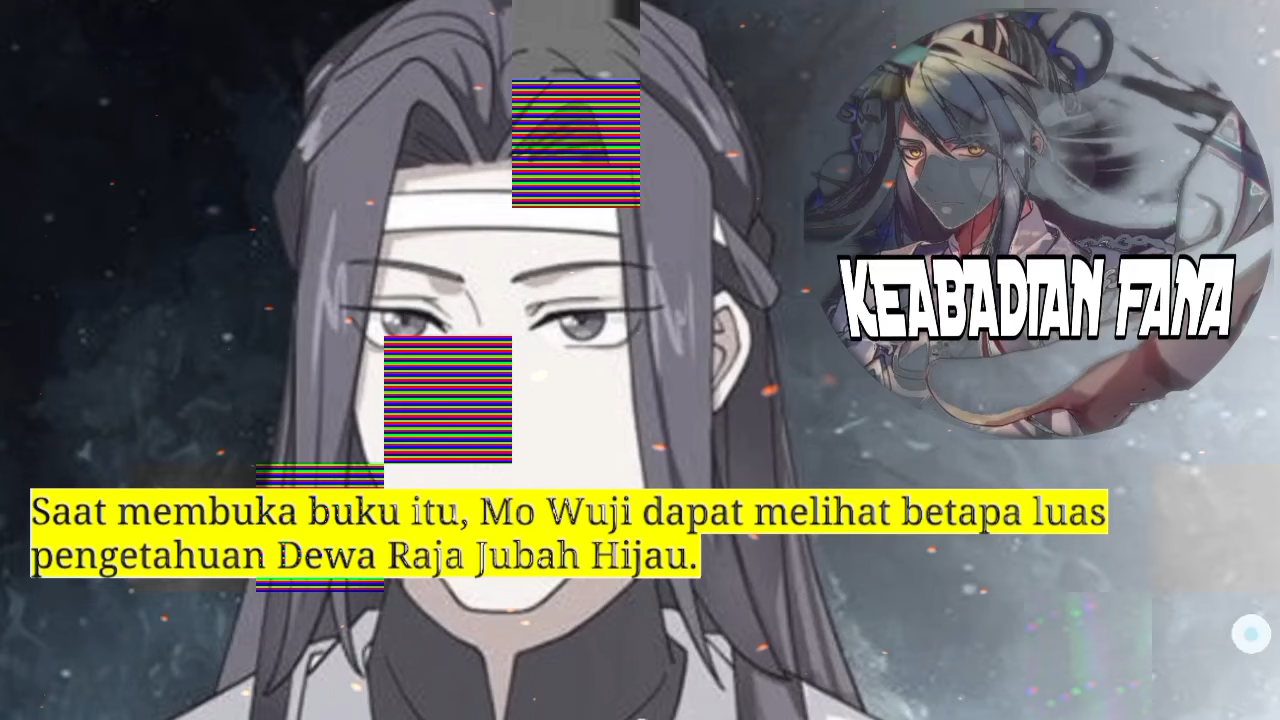 KEABADIAN FANA
Saat membuka buku itu, Mo Wuji dapat melihat betapa luas
pengetahuan Dewa Raja Jubah Hijau.